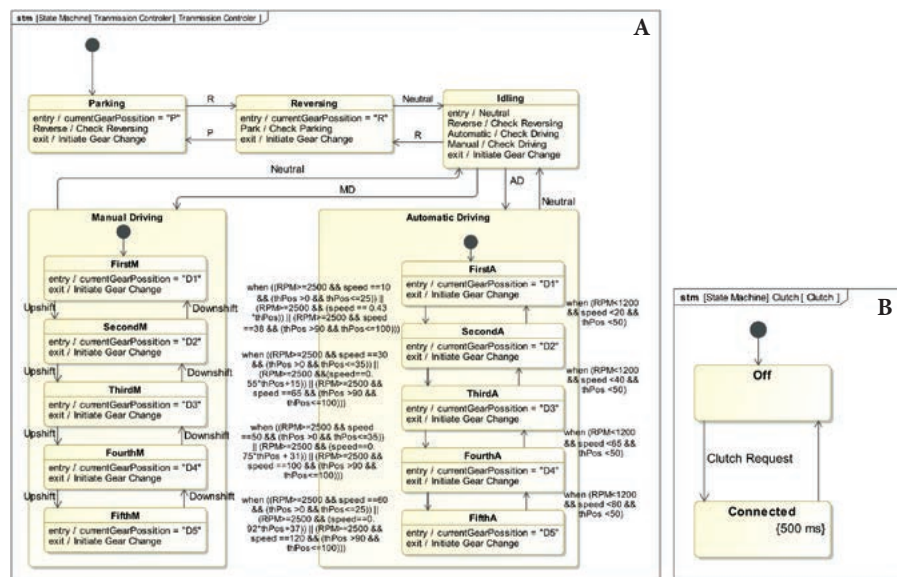 stm [State Machine] Tranmission Controler [ Tranmission Controler ]
A
Parking
entry / currentGearPossition = "P"
Reverse / Check Reversing
exit / Initiate Gear Change
R
P
Reversing
entry / currentGearPossition = "R"
Park / Check Parking
exit / Initiate Gear Change
Neutral
R
Idling
entry / Neutral
Reverse / Check Reversing
Automatic / Check Driving
Manual / Check Driving
exit / Initiate Gear Change
Neutral
MD
AD
Neutral
Manual Driving
FirstM
entry / currentGearPossition = "D1"
exit / Initiate Gear Change
Upshift
Downshift
SecondM
entry / currentGearPossition = "D2"
exit / Initiate Gear Change
Upshift
Downshift
ThirdM
entry / currentGearPossition = "D3"
exit / Initiate Gear Change
Upshift
Downshift
FourthM
entry / currentGearPossition = "D4"
exit / Initiate Gear Change
Upshift
Downshift
FifthM
entry / currentGearPossition = "D5"
exit / Initiate Gear Change
when ((RPM>=2500 && speed ==10
&& (thPos >0 && thPos<=25)) ||
(RPM>=2500 && (speed == 0.43
*thPos)) || (RPM>=2500 && speed
==38 && (thPos >90 && thPos<=100)))
when ((RPM>=2500 && speed ==30
&& (thPos >0 && thPos<=35)) ||
(RPM>=2500 &&(speed==0.
55*thPos+15)) || (RPM>=2500 &&
speed ==65 && (thPos >90 &&
thPos<=100)))
when ((RPM>=2500 && speed
==50 && (thPos >0 && thPos<=35))
|| (RPM>=2500 && (speed==0.
75*thPos + 31)) || (RPM>=2500 &&
speed ==100 && (thPos >90 &&
thPos<=100)))
when ((RPM>=2500 && speed ==60
&& (thPos >0 && thPos<=25)) ||
(RPM>=2500 && (speed==0.
92*thPos+37)) || (RPM>=2500 &&
speed ==120 && (thPos >90 &&
thPos<=100)))
Automatic Driving
FirstA
entry / currentGearPossition = "D1"
exit / Initiate Gear Change
when (RPM<1200
&& speed <20 &&
thPos <50)
SecondA
entry / currentGearPossition = "D2"
exit / Initiate Gear Change
when (RPM<1200
&& speed <40 &&
thPos <50)
ThirdA
entry / currentGearPossition = "D3"
exit / Initiate Gear Change
when (RPM<1200
&& speed <65 &&
thPos <50)
FourthA
entry / currentGearPossition = "D4"
exit / Initiate Gear Change
when (RPM<1200
&& speed <80 &&
thPos <50)
FifthA
entry / currentGearPossition = "D5"
exit / Initiate Gear Change
stm [State Machine] Clutch [ Clutch ]
B
Off
Clutch Request
Connected
{500 ms}